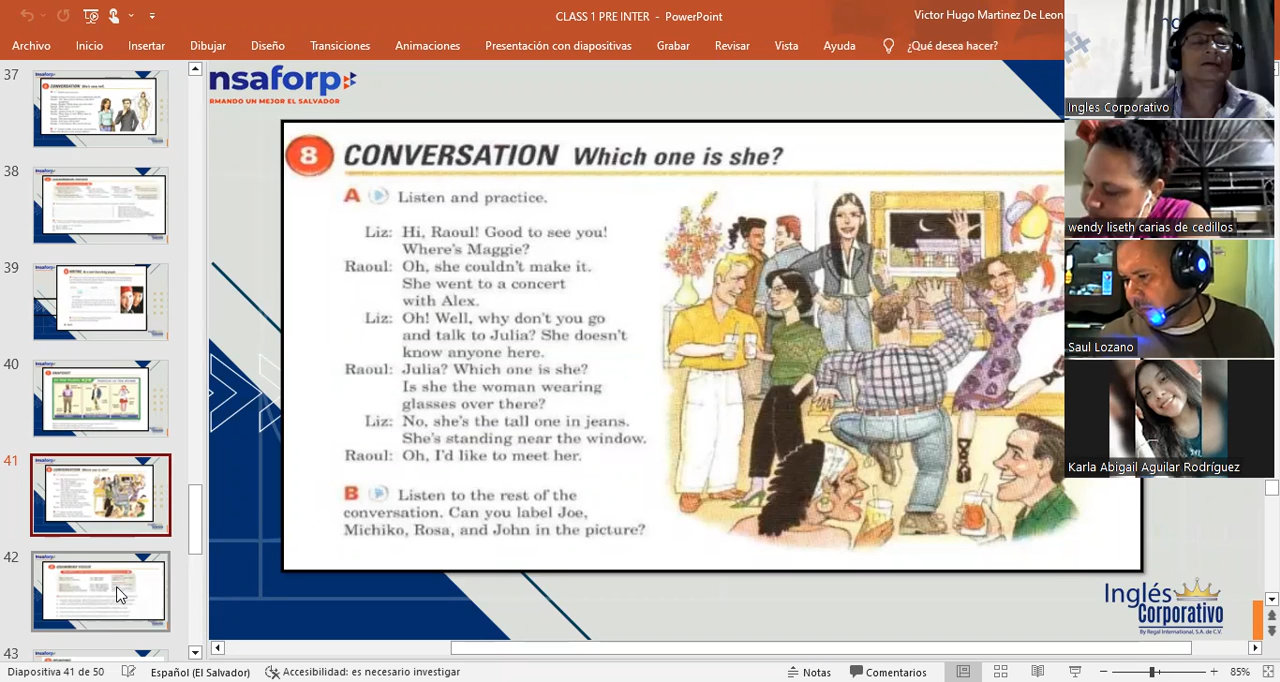 CLASS 1 PRE INTER - PowerPoint
Victor Hugo Martinez De Leon
Archivo Inicio Insertar Dibujar Diseño Transiciones Animaciones Presentación con diapositivas Grabar Revisar Vista Ayuda ¿Qué desea hacer?
37
38
39
40
41
42
43
nsaforp
RMANDO UN MEJOR EL SALVADOR
8 CONVERSATION Which one is she?
A Listen and practice.
Liz: Hi, Raoul! Good to see you!
Where's Maggie?
Raoul: Oh, she couldn't make it.
She went to a concert
with Alex.
Liz: Oh! Well, why don't you go
and talk to Julia? She doesn't
know anyone here.
Raoul: Julia? Which one is she?
Is she the woman wearing
glasses over there?
Liz: No, she's the tall one in jeans.
She's standing near the window.
Raoul: Oh, I'd like to meet her.
B Listen to the rest of the
conversation. Can you label Joe,
Michiko, Rosa, and John in the picture?
Inglés
Corporativo
By Regal International, S.A. de C.V.
Ingles Corporativo
wendy liseth carias de cedillos
Saul Lozano
Karla Abigail Aguilar Rodríguez
Diapositiva 41 de 50 Español (El Salvador) Accesibilidad: es necesario investigar Notas Comentarios 85%